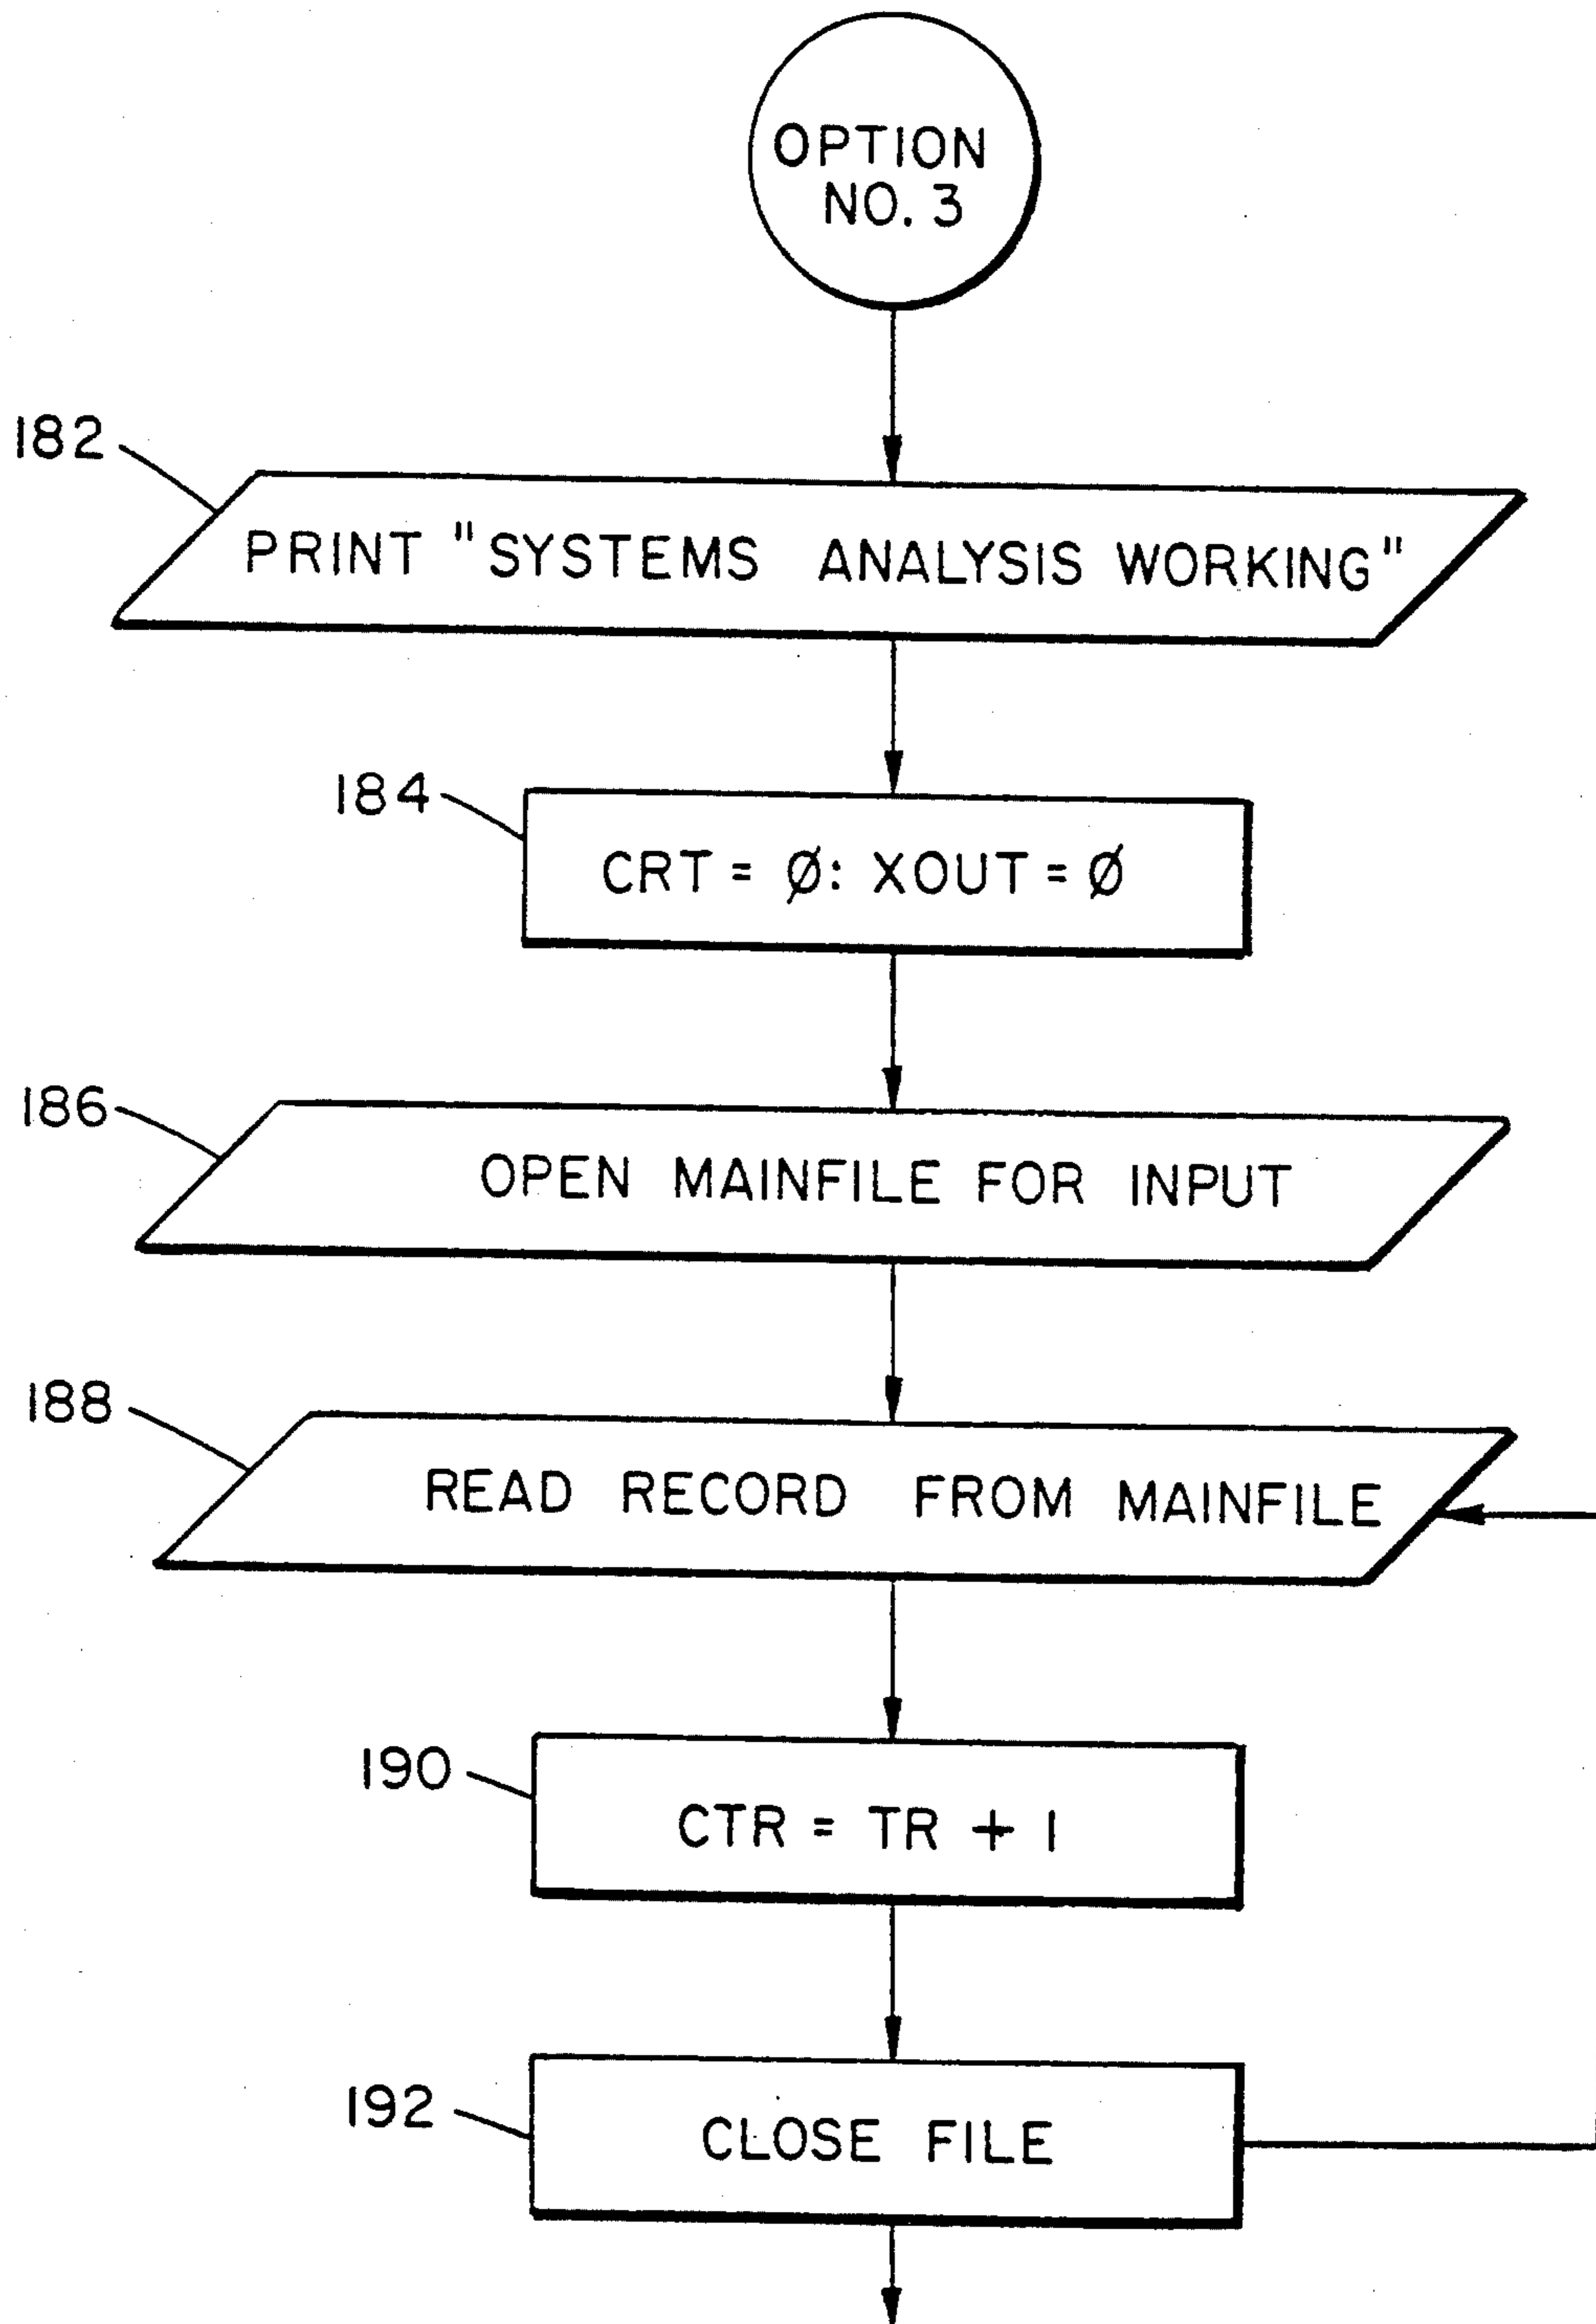 OPTION
NO. 3
182
PRINT "SYSTEMS ANALYSIS WORKING"
184
CRT = Ø: XOUT = Ø
186
OPEN MAINFILE FOR INPUT
188
READ RECORD FROM MAINFILE
190
CTR = TR + 1
192
CLOSE FILE